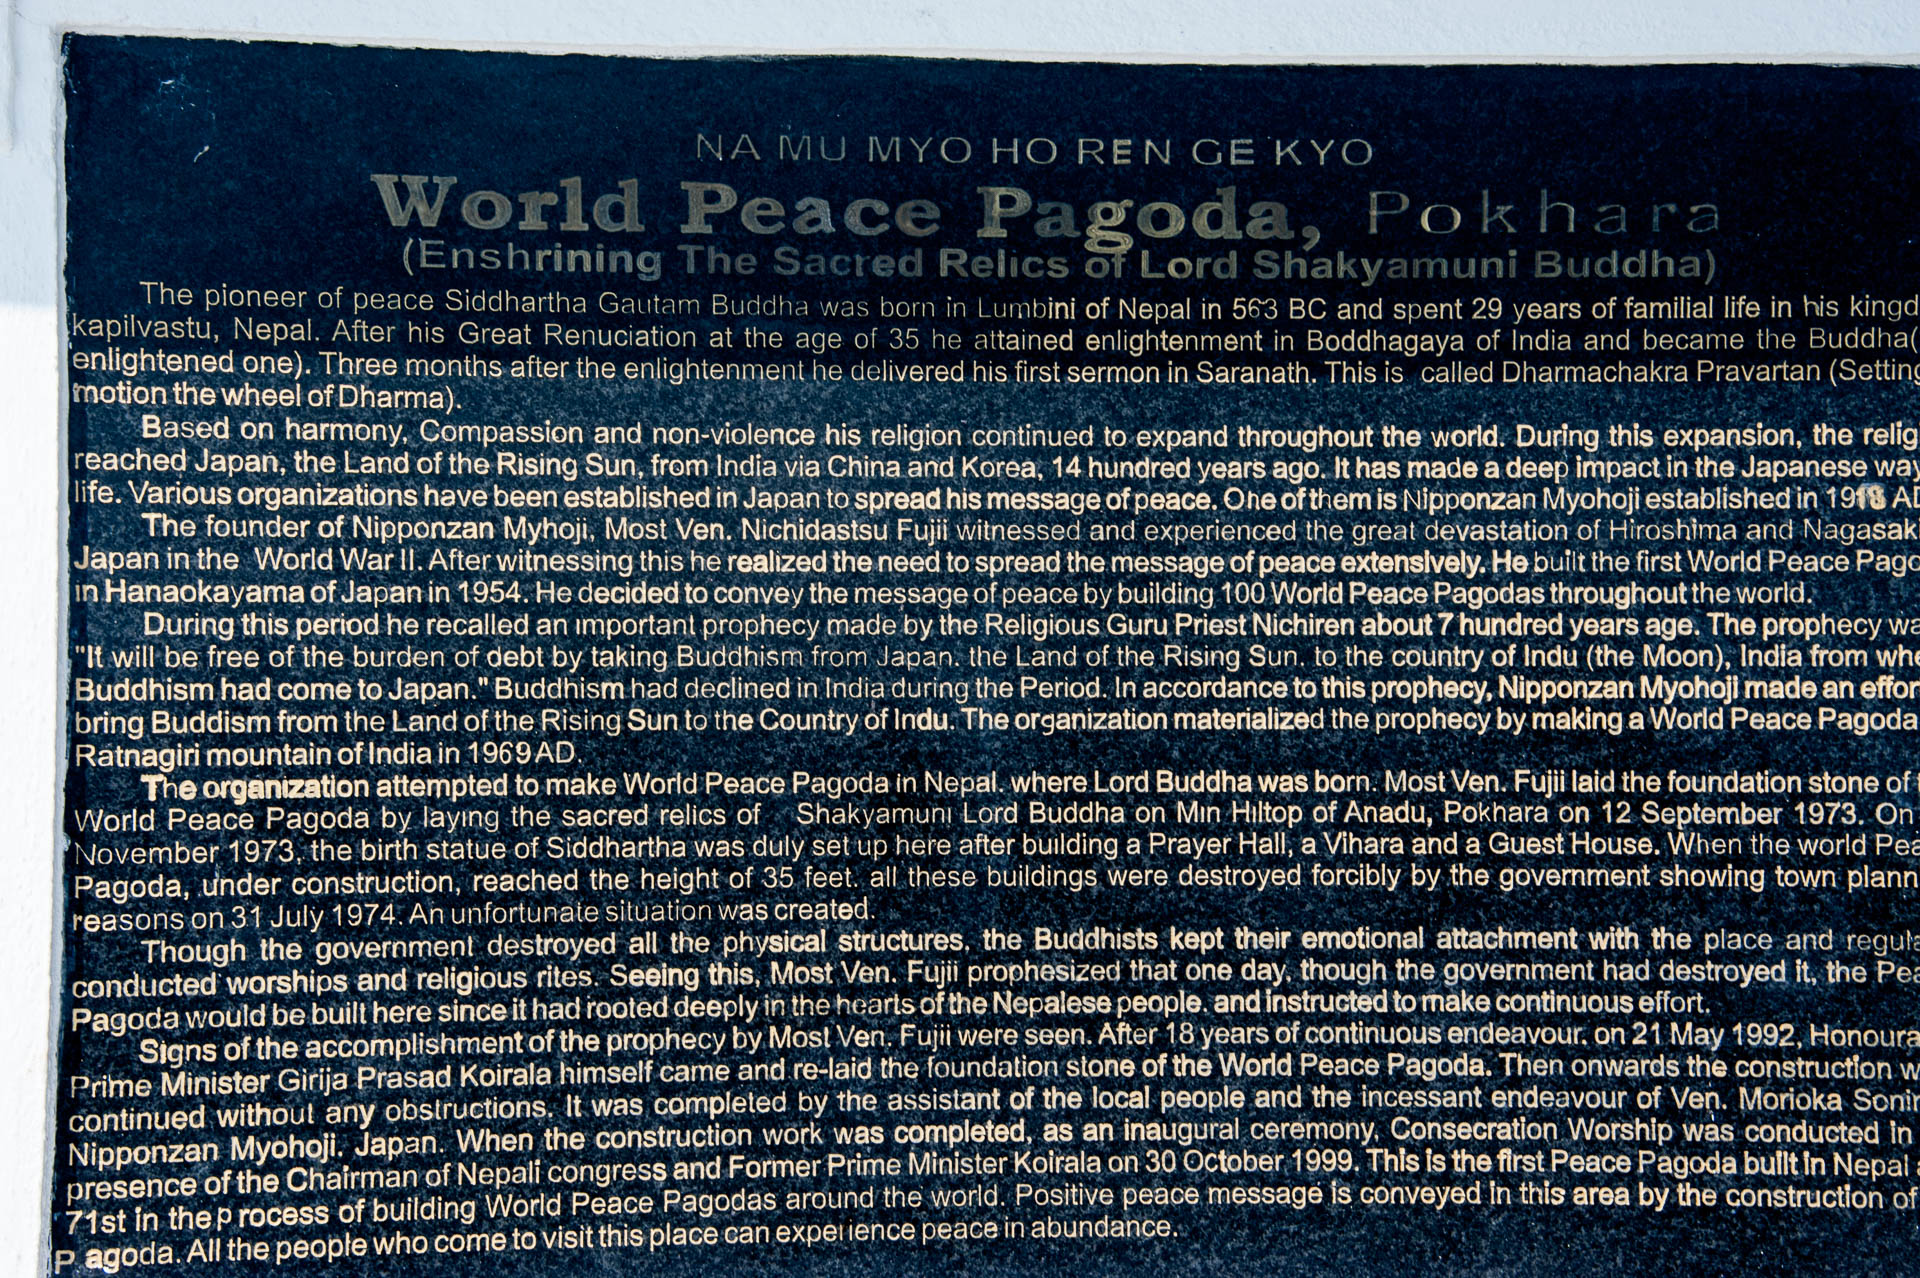 NA MU MYO HO REN GE KYO
World Peace Pagoda, Pokhara
(Enshrining The Sacred Relics of Lord Shakyamuni Buddha)
The pioneer of peace Siddhartha Gautam Buddha was born in Lumbini of Nepal in 563 BC and spent 29 years of familial life in his kingd
kapilvastu, Nepal. After his Great Renuciation at the age of 35 he attained enlightenment in Boddhagaya of India and became the Buddha(
enlightened one). Three months after the enlightenment he delivered his first sermon in Saranath. This is called Dharmachakra Pravartan (Setting
motion the wheel of Dharma).
Based on harmony, Compassion and non-violence his religion continued to expand throughout the world. During this expansion, the relig
reached Japan, the Land of the Rising Sun, from India via China and Korea, 14 hundred years ago. It has made a deep impact in the Japanese way
life. Various organizations have been established in Japan to spread his message of peace. One of them is Nipponzan Myohoji established in AD
The founder of Nipponzan Myhoji, Most Ven. Nichidastsu Fujii witnessed and experienced the great devastation of Hiroshima and Nagasaki
Japan in the World War II. After witnessing this he realized the need to spread the message of peace extensively. He built the first World Peace Pago
in Hanaokayama of Japan in 1954. He decided to convey the message of peace by building 100 World Peace Pagodas throughout the world.
During this period he recalled an important prophecy made by the Religious Guru Priest Nichiren about 7 hundred years age. The prophecy wa
"It will be free of the burden of debt by taking Buddhism from Japan. the Land of the Rising Sun. to the country of Indu (the Moon), India from whe
Buddhism had come to Japan." Buddhism had declined in India during the Period. In accordance to this prophecy, Nipponzan Myohoji made an effor
bring Buddism from the Land of the Rising Sun to the Country of Indu. The organization materialized the prophecy by making a World Peace Pagoda
Ratnagiri mountain of India in 1969 AD.
The organization attempted to make World Peace Pagoda in Nepal. where Lord Buddha was born. Most Ven. Fujii laid the foundation stone of t
World Peace Pagoda by laying the sacred relics of Shakyamuni Lord Buddha on Min Hiltop of Anadu, Pokhara on 12 September 1973. On
November 1973, the birth statue of Siddhartha was duly set up here after building a Prayer Hall, a Vihara and a Guest House. When the world Pea
Pagoda, under construction, reached the height of 35 feet. all these buildings were destroyed forcibly by the government showing town plann
reasons on 31 July 1974. An unfortunate situation was created.
Though the government destroyed all the physical structures, the Buddhists kept their emotional attachment with the place and regula
conducted worships and religious rites. Seeing this, Most Ven. Fujii prophesized that one day, though the government had destroyed it, the Pea
Pagoda would be built here since it had rooted deeply in the hearts of the Nepalese people. and instructed to make continuous effort.
Signs of the accomplishment of the prophecy by Most Ven. Fujii were seen. After 18 years of continuous endeavour. on 21 May 1992, Honoura
Prime Minister Girija Prasad Koirala himself came and re-laid the foundation stone of the World Peace Pagoda. Then onwards the construction w
continued without any obstructions. It was completed by the assistant of the local people and the incessant endeavour of Ven. Morioka Sonin
Nipponzan Myohoji. Japan. When the construction work was completed, as an inaugural ceremony, Consecration Worship was conducted in
presence of the Chairman of Nepali congress and Former Prime Minister Koirala on 30 October 1999. This is the first Peace Pagoda built in Nepal
71st in the p rocess of building World Peace Pagodas around the world. Positive peace message is conveyed in this area by the construction of
P agoda. All the people who come to visit this place can experience peace in abundance.